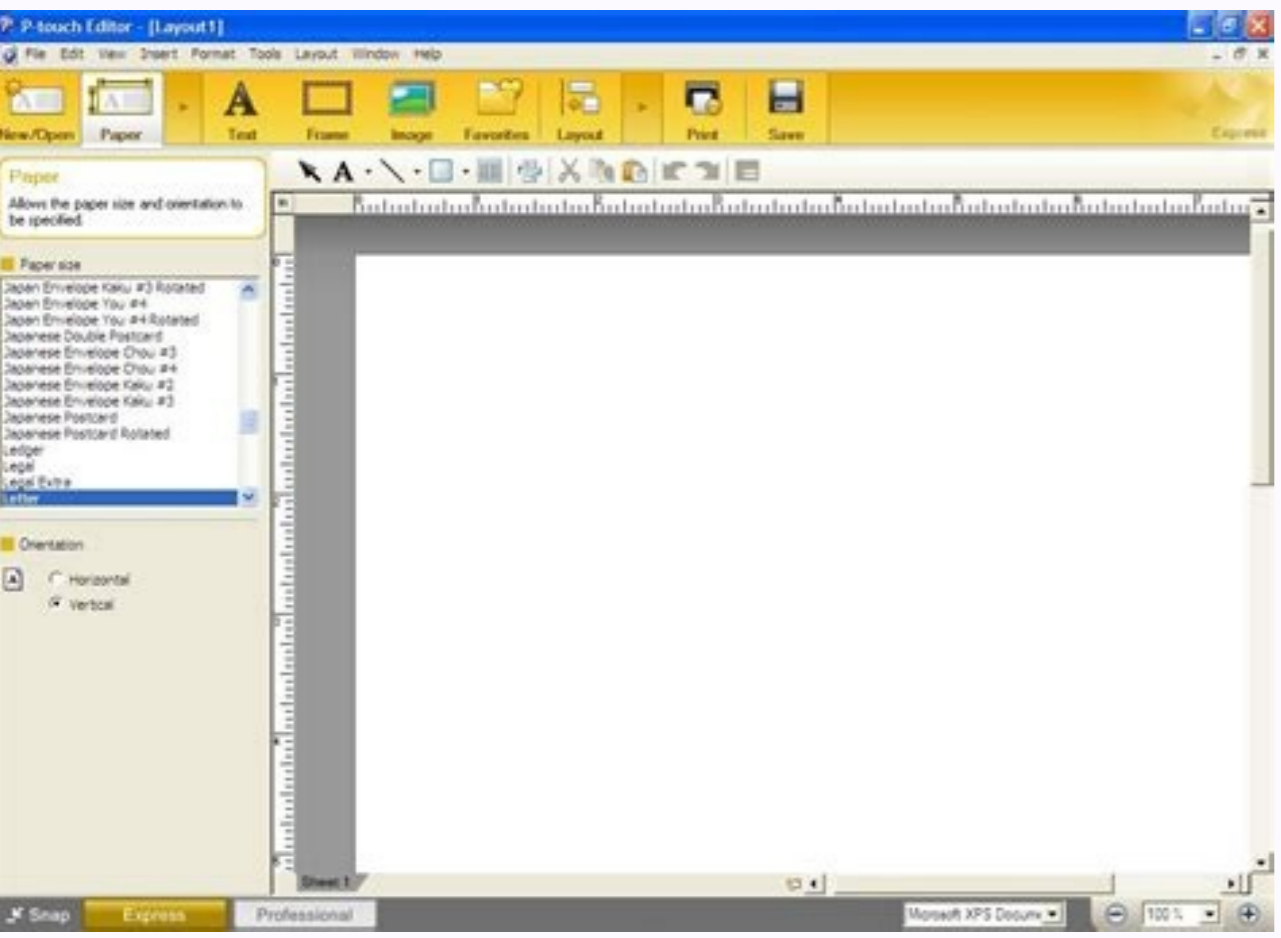 P-touch Editor - [Layout1]
File Edit View Insert Format Tools Layout Window Help
New/Open Paper Text Frame Image Favorites Layout Print Save Express
Paper
Allows the paper size and orientation to
be specified.
Paper size
Japan Envelope Kaku #3 Rotated
Japan Envelope You #4
Japan Envelope You #4 Rotated
Japanese Double Postcard
Japanese Envelope Chou #3
Japanese Envelope Chou #4
Japanese Envelope Kaku #2
Japanese Envelope Kaku #3
Japanese Postcard
Japanese Postcard Rotated
Ledger
Legal
Legal Extra
Letter
Orientation
Horizontal
Vertical
Sheet 1
Snap Express Professional Microsoft XPS Docume 100 %